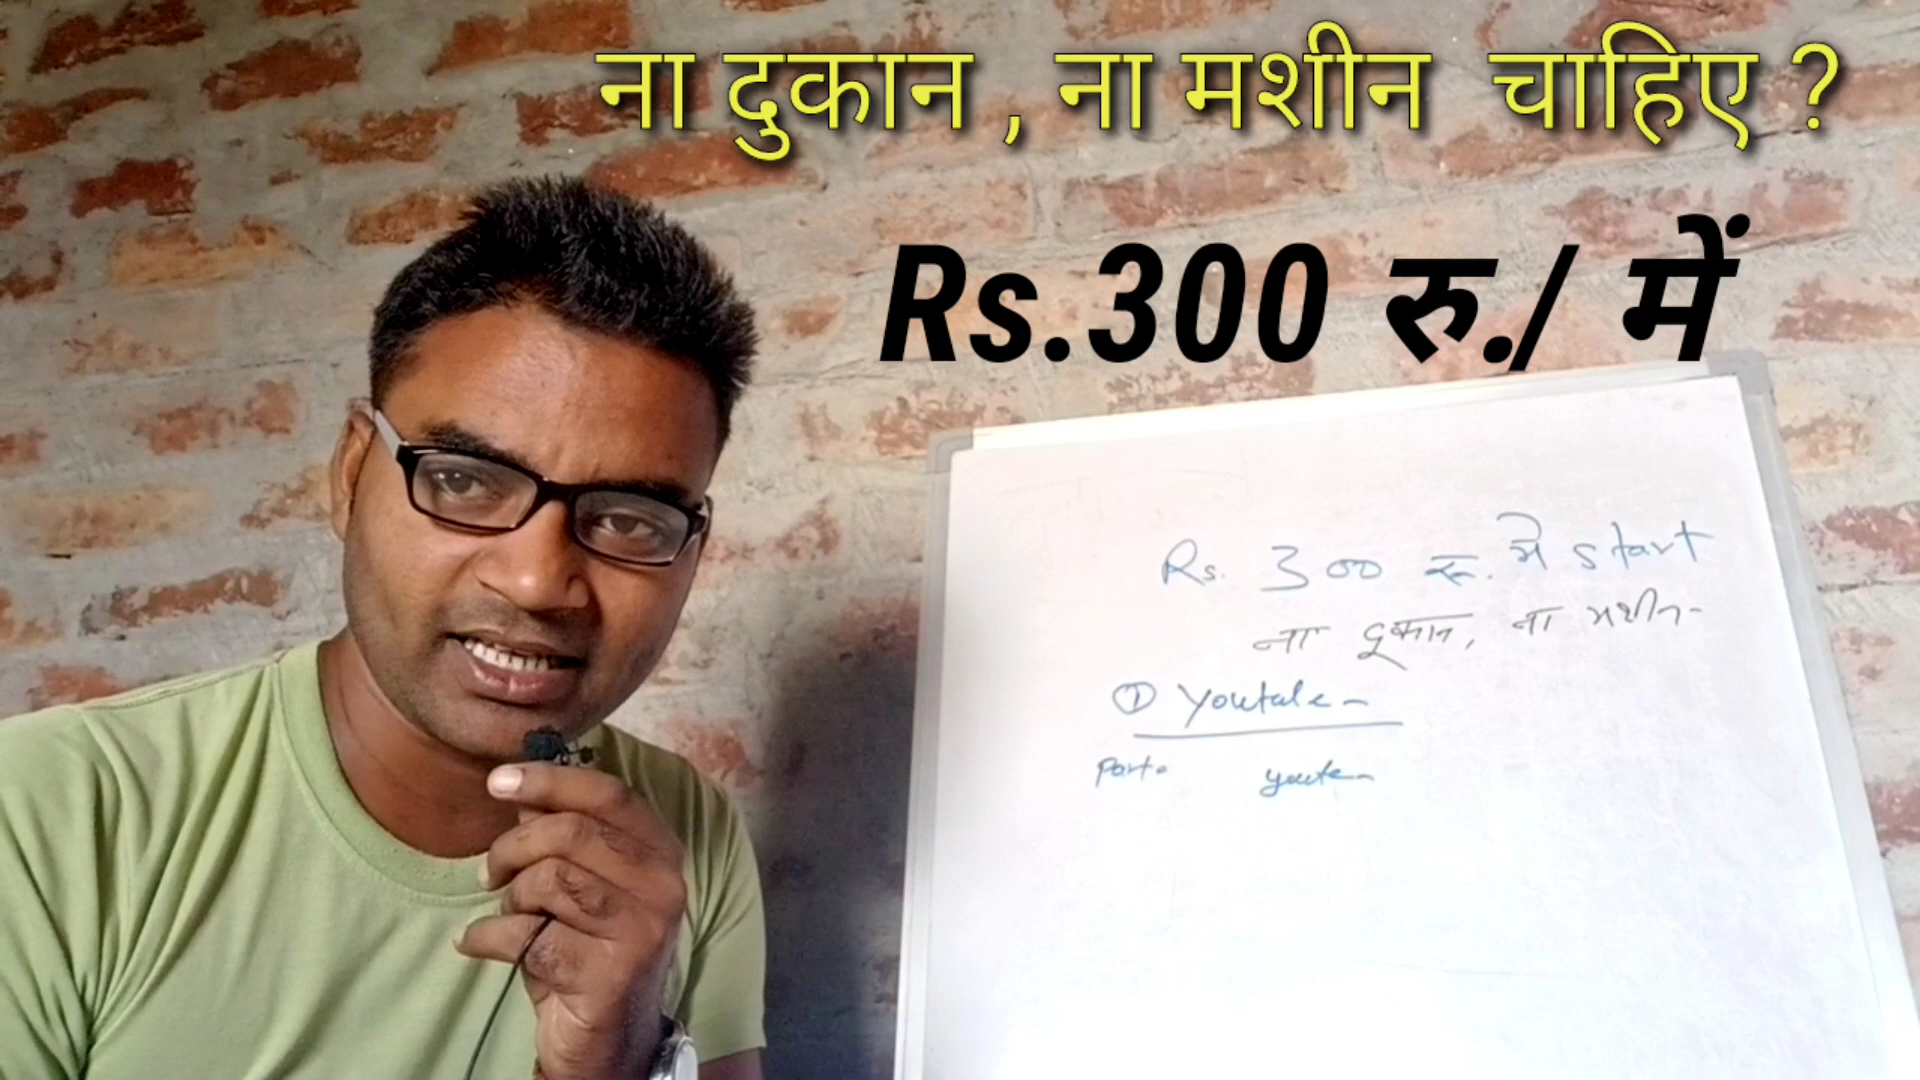 ना दुकान , ना मशीन चाहिए ?
Rs.300 रु./ में
Rs. 300 रू. में start
ना दुकान, ना मशीन-
① Youtube -